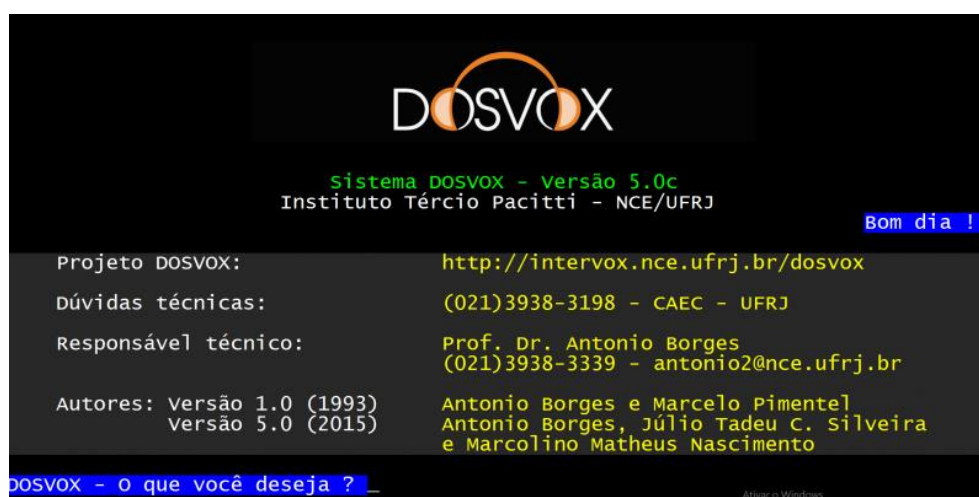 DOSVOX
Sistema DOSVOX - Versão 5.0c
Instituto Tércio Pacitti - NCE/UFRJ
Bom dia !
Projeto DOSVOX: http://intervox.nce.ufrj.br/dosvox
Dúvidas técnicas: (021)3938-3198 - CAEC - UFRJ
Responsável técnico: Prof. Dr. Antonio Borges
(021)3938-3339 - antonio2@nce.ufrj.br
Autores: Versão 1.0 (1993) Antonio Borges e Marcelo Pimentel
Versão 5.0 (2015) Antonio Borges, Júlio Tadeu C. Silveira
e Marcolino Matheus Nascimento
DOSVOX - O que você deseja ? _
Ativar o Windows